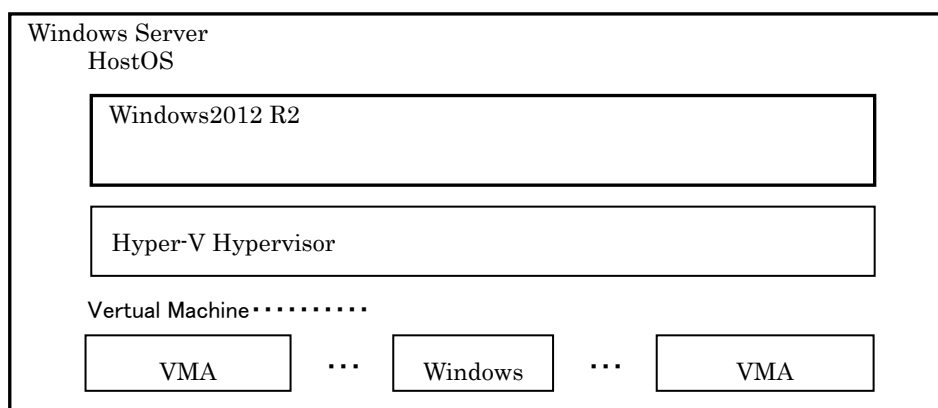 Windows Server
HostOS
Windows2012 R2
Hyper-V Hypervisor
Vertual Machine・・・・・・・・・・
VMA ・・・ Windows ・・・ VMA